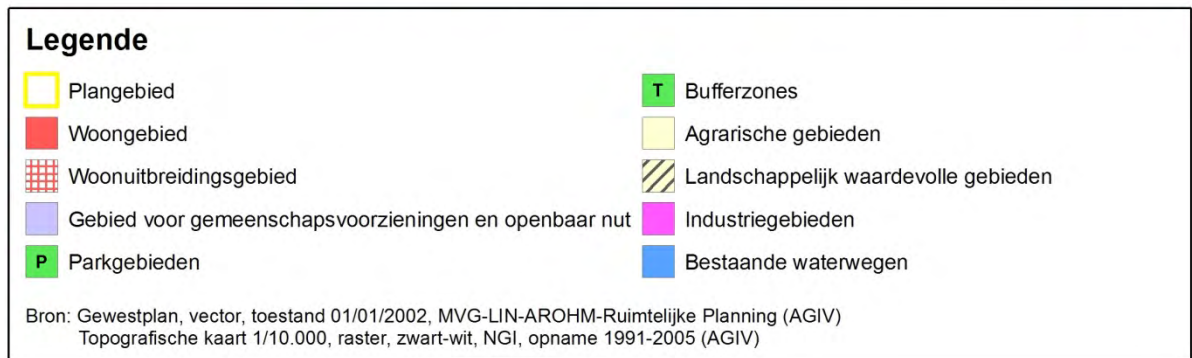 Legende
Plangebied
Woongebied
Woonuitbreidingsgebied
Gebied voor gemeenschapsvoorzieningen en openbaar nut
P Parkgebieden
T Bufferzones
Agrarische gebieden
Landschappelijk waardevolle gebieden
Industriegebieden
Bestaande waterwegen
Bron: Gewestplan, vector, toestand 01/01/2002, MVG-LIN-AROHM-Ruimtelijke Planning (AGIV)
Topografische kaart 1/10.000, raster, zwart-wit, NGI, opname 1991-2005 (AGIV)